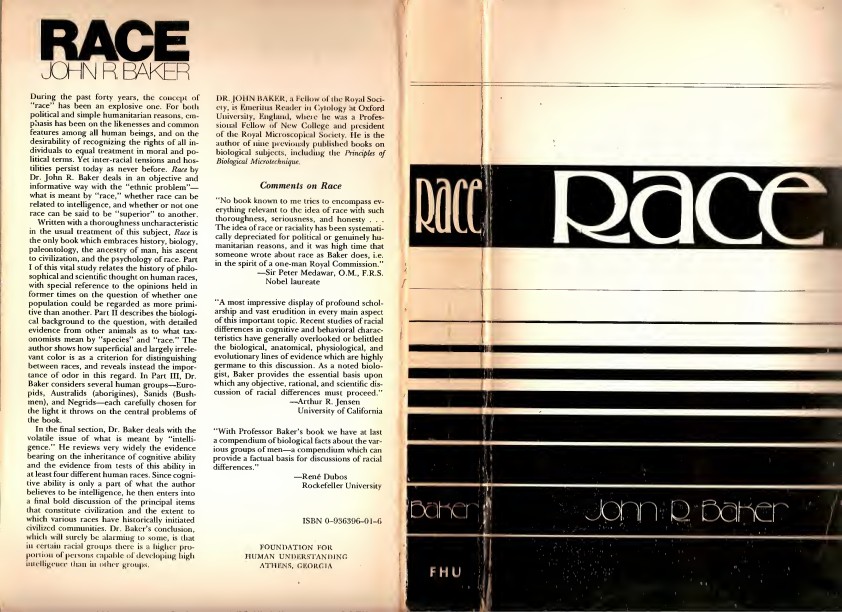 RACE
JOHN R BAKER
During the past forty years, the concept of
"race" has been an explosive one. For both
political and simple humanitarian reasons, em-
phasis has been on the likenesses and common
features among all human beings, and on the
desirability of recognizing the rights of all in-
dividuals to equal treatment in moral and po-
litical terms. Yet inter-racial tensions and hos-
tilities persist today as never before. Race by
Dr. John R. Baker deals in an objective and
informative way with the "ethnic problem"—
what is meant by "race," whether race can be
related to intelligence, and whether or not one
race can be said to be "superior" to another.
Written with a thoroughness uncharacteristic
in the usual treatment of this subject, Race is
the only book which embraces history, biology,
paleontology, the ancestry of man, his ascent
to civilization, and the psychology of race. Part
I of this vital study relates the history of philo-
sophical and scientific thought on human races,
with special reference to the opinions held in
former times on the question of whether one
population could be regarded as more primi-
tive than another. Part II describes the biologi-
cal background to the question, with detailed
evidence from other animals as to what tax-
onomists mean by "species" and "race." The
author shows how superficial and largely irrele-
vant color is as a criterion for distinguishing
between races, and reveals instead the impor-
tance of odor in this regard. In Part III, Dr.
Baker considers several human groups—Euro-
pids, Australids (aborigines), Sanids (Bush-
men), and Negrids—each carefully chosen for
the light it throws on the central problems of
the book.
In the final section, Dr. Baker deals with the
volatile issue of what is meant by "intelli-
gence." He reviews very widely the evidence
bearing on the inheritance of cognitive ability
and the evidence from tests of this ability in
at least four different human races. Since cogni-
tive ability is only a part of what the author
believes to be intelligence, he then enters into
a final bold discussion of the principal items
that constitute civilization and the extent to
which various races have historically initiated
civilized communities. Dr. Baker's conclusion,
which will surely be alarming to some, is that
in certain racial groups there is a higher pro-
portion of persons capable of developing high
intelligence than in other groups.
DR. JOHN BAKER, a Fellow of the Royal Soci-
ety, is Emeritus Reader in Cytology at Oxford
University, England, where he was a Profes-
sional Fellow of New College and president
of the Royal Microscopical Society. He is the
author of nine previously published books on
biological subjects, including the Principles of
Biological Microtechnique.
Comments on Race
"No book known to me tries to encompass ev-
erything relevant to the idea of race with such
thoroughness, seriousness, and honesty . . .
The idea of race or raciality has been systemati-
cally depreciated for political or genuinely hu-
manitarian reasons, and it was high time that
someone wrote about race as Baker does, i.e.
in the spirit of a one-man Royal Commission."
—Sir Peter Medawar, O.M., F.R.S.
Nobel laureate
"A most impressive display of profound schol-
arship and vast erudition in every main aspect
of this important topic. Recent studies of racial
differences in cognitive and behavioral charac-
teristics have generally overlooked or belittled
the biological, anatomical, physiological, and
evolutionary lines of evidence which are highly
germane to this discussion. As a noted biolo-
gist, Baker provides the essential basis upon
which any objective, rational, and scientific dis-
cussion of racial differences must proceed."
—Arthur R. Jensen
University of California
"With Professor Baker's book we have at last
a compendium of biological facts about the var-
ious groups of men—a compendium which can
provide a factual basis for discussions of racial
differences."
—René Dubos
Rockefeller University
ISBN 0-936396-01-6
FOUNDATION FOR
HUMAN UNDERSTANDING
ATHENS, GEORGIA
Race
Baker
FHU
Race
John R Baker